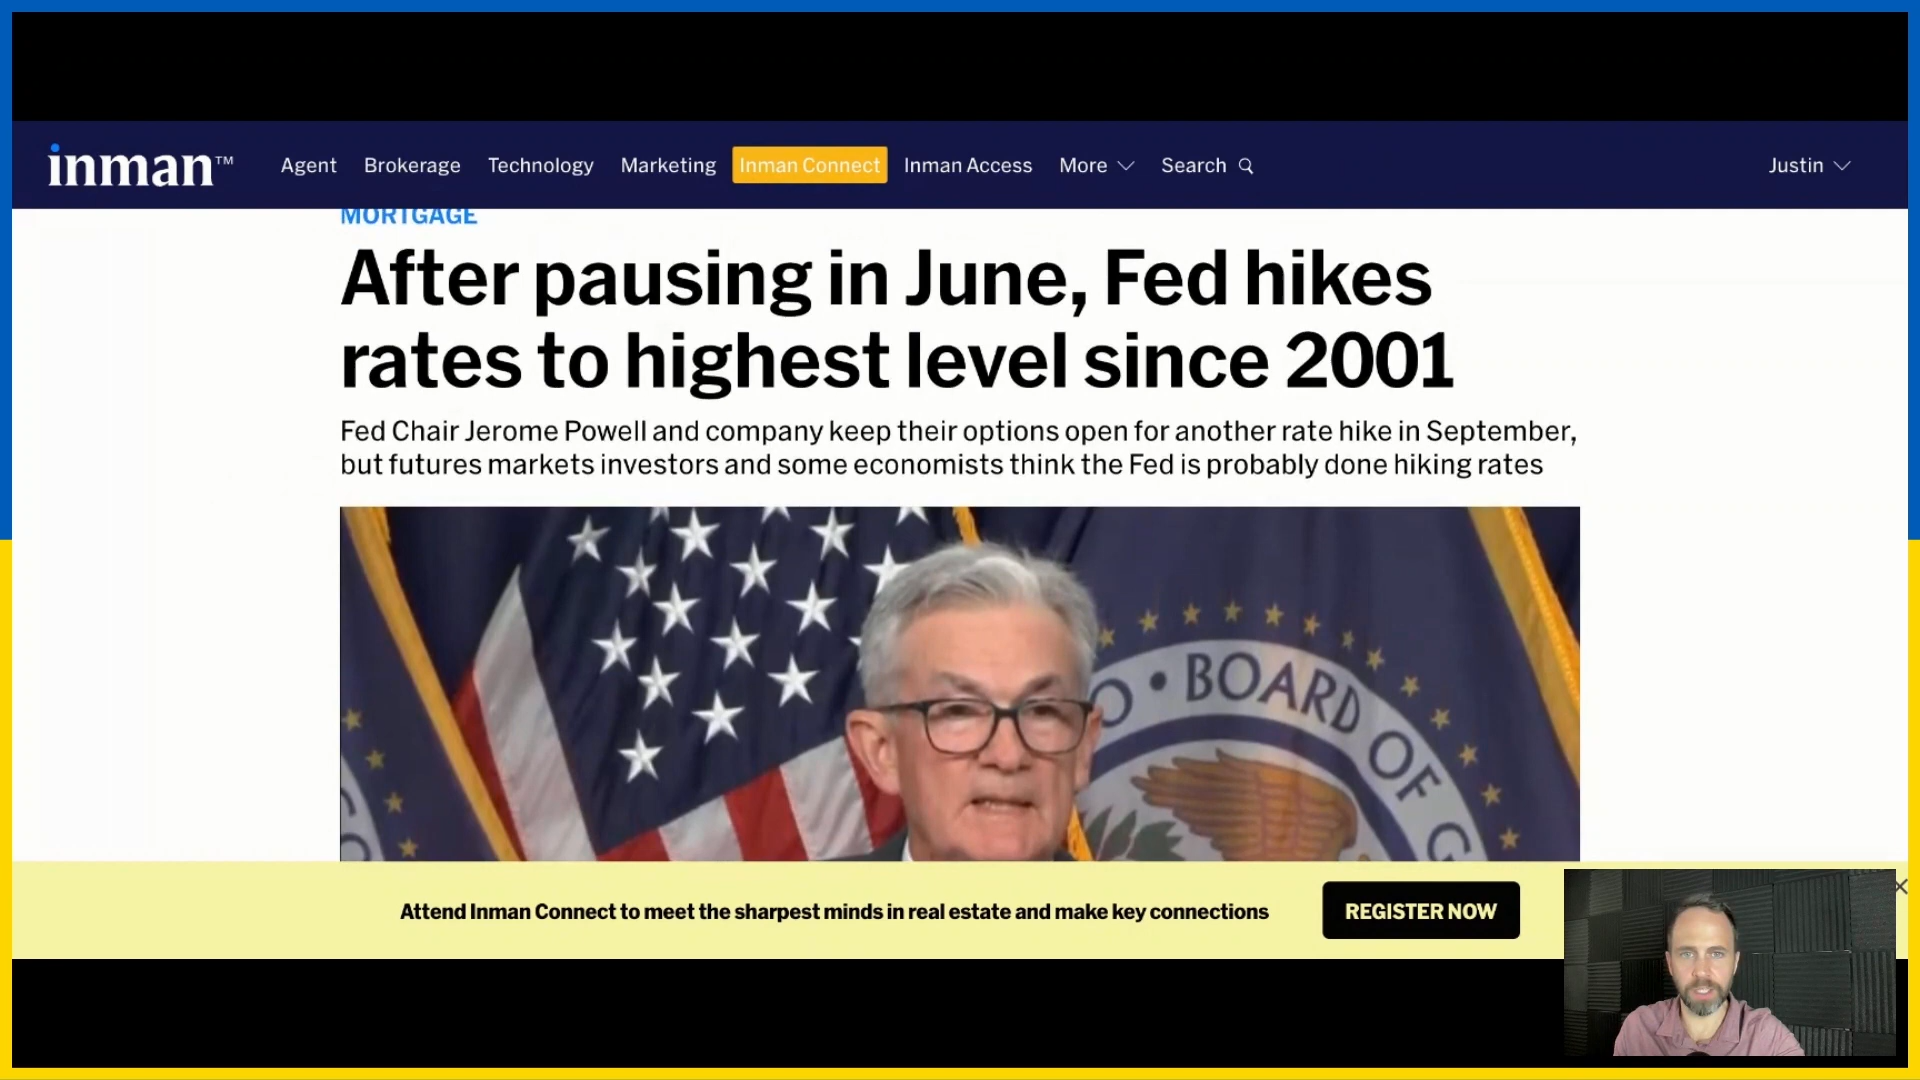 inman™ Agent Brokerage Technology Marketing Inman Connect Inman Access More Search Justin
MORTGAGE
After pausing in June, Fed hikes
rates to highest level since 2001
Fed Chair Jerome Powell and company keep their options open for another rate hike in September,
but futures markets investors and some economists think the Fed is probably done hiking rates
O • BOARD OF G
Attend Inman Connect to meet the sharpest minds in real estate and make key connections
REGISTER NOW